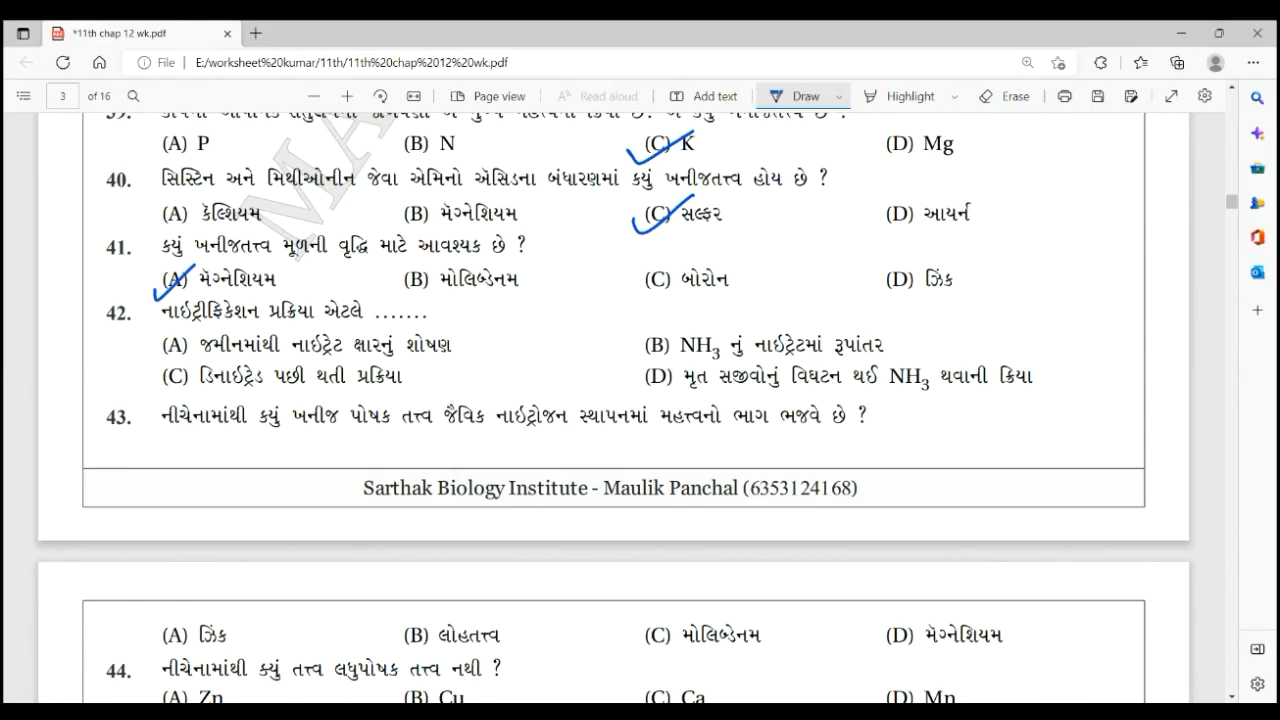 *11th chap 12 wk.pdf
File | E:/worksheet%20kumar/11th/11th%20chap%2012%20wk.pdf
3 of 16 Page view Read aloud Add text Draw Highlight Erase
(A) P (B) N (C) K (D) Mg
40. સિસ્ટિન અને મિથીઓનીન જેવા એમિનો ઍસિડના બંધારણમાં કયું ખનીજતત્ત્વ હોય છે ?
(A) કૅલ્શિયમ (B) મૅગ્નેશિયમ (C) સલ્ફર (D) આયર્ન
41. કયું ખનીજતત્ત્વ મૂળની વૃદ્ધિ માટે આવશ્યક છે ?
(A) મૅગ્નેશિયમ (B) મોલિબ્ડેનમ (C) બોરોન (D) ઝિંક
42. નાઇટ્રીફિકેશન પ્રક્રિયા એટલે .......
(A) જમીનમાંથી નાઇટ્રેટ ક્ષારનું શોષણ (B) NH3 નું નાઇટ્રેટમાં રૂપાંતર
(C) ડિનાઇટ્રેડ પછી થતી પ્રક્રિયા (D) મૃત સજીવોનું વિઘટન થઈ NH3 થવાની ક્રિયા
43. નીચેનામાંથી કયું ખનીજ પોષક તત્ત્વ જૈવિક નાઇટ્રોજન સ્થાપનમાં મહત્ત્વનો ભાગ ભજવે છે ?
Sarthak Biology Institute - Maulik Panchal (6353124168)
(A) ઝિંક (B) લોહતત્ત્વ (C) મોલિબ્ડેનમ (D) મૅગ્નેશિયમ
44. નીચેનામાંથી ક્યું તત્ત્વ લઘુપોષક તત્ત્વ નથી ?
(A) Zn (B) Cu (C) Ca (D) Mn